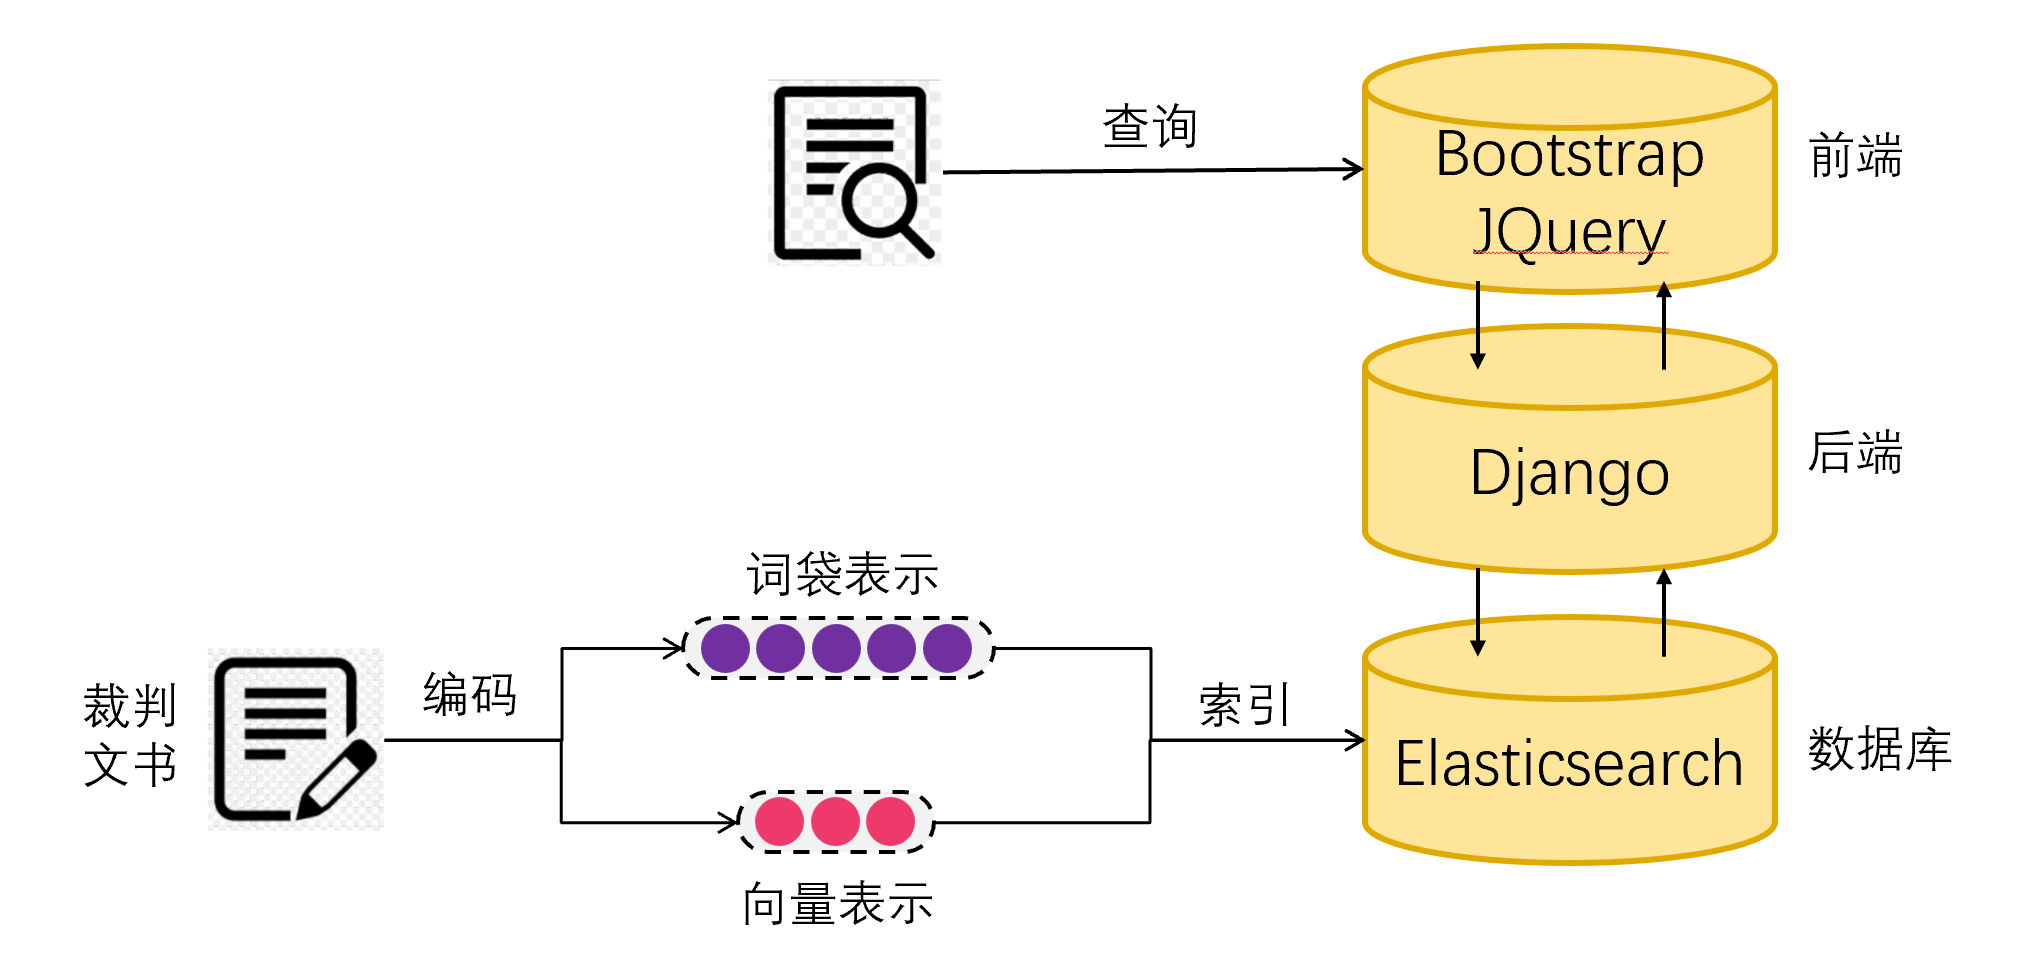 查询
Bootstrap
JQuery
前端
Django
后端
词袋表示
裁判
文书
编码
索引
Elasticsearch
数据库
向量表示